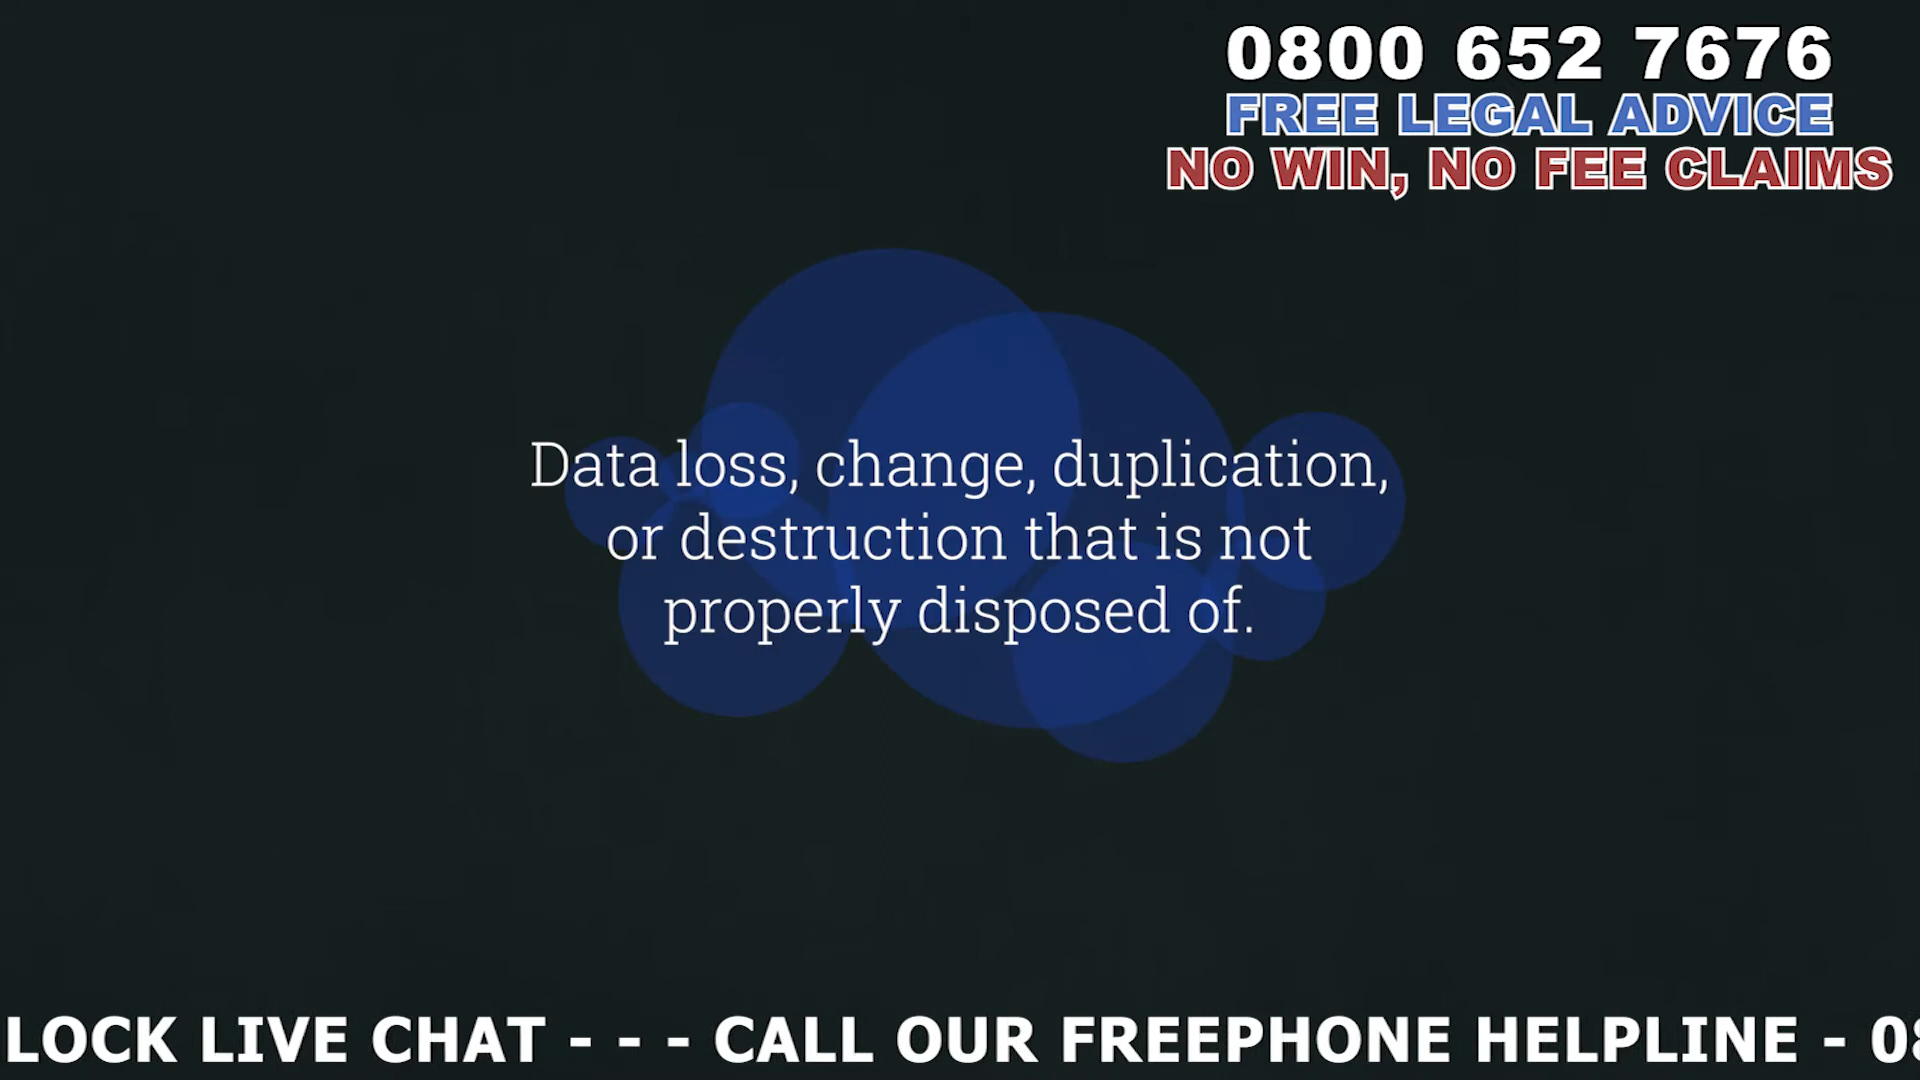 0800 652 7676
FREE LEGAL ADVICE
NO WIN, NO FEE CLAIMS
Data loss, change, duplication,
or destruction that is not
properly disposed of.
LOCK LIVE CHAT - - - CALL OUR FREEPHONE HELPLINE - 08